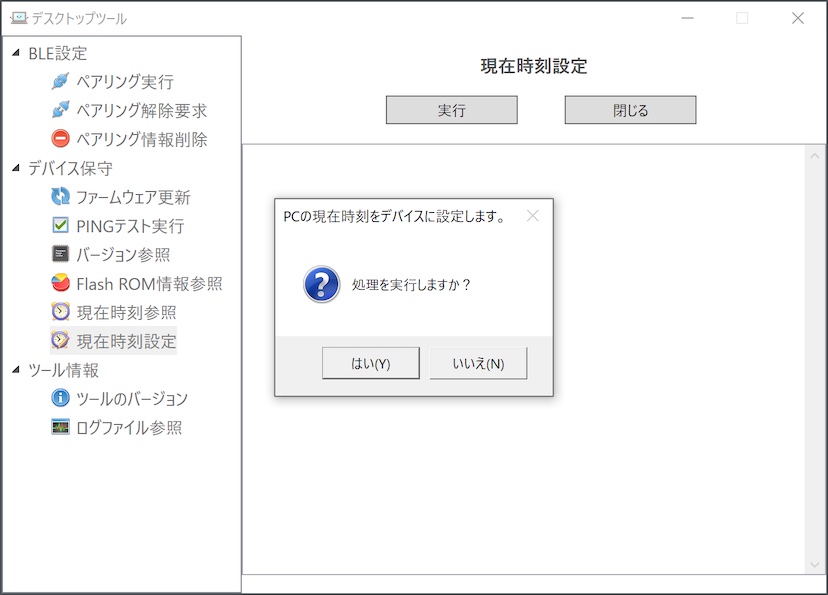 デスクトップツール
BLE設定
ペアリング実行
ペアリング解除要求
ペアリング情報削除
デバイス保守
ファームウェア更新
PINGテスト実行
バージョン参照
Flash ROM情報参照
現在時刻参照
現在時刻設定
ツール情報
ツールのバージョン
ログファイル参照
現在時刻設定
実行
閉じる
PCの現在時刻をデバイスに設定します。
処理を実行しますか？
はい(Y)
いいえ(N)